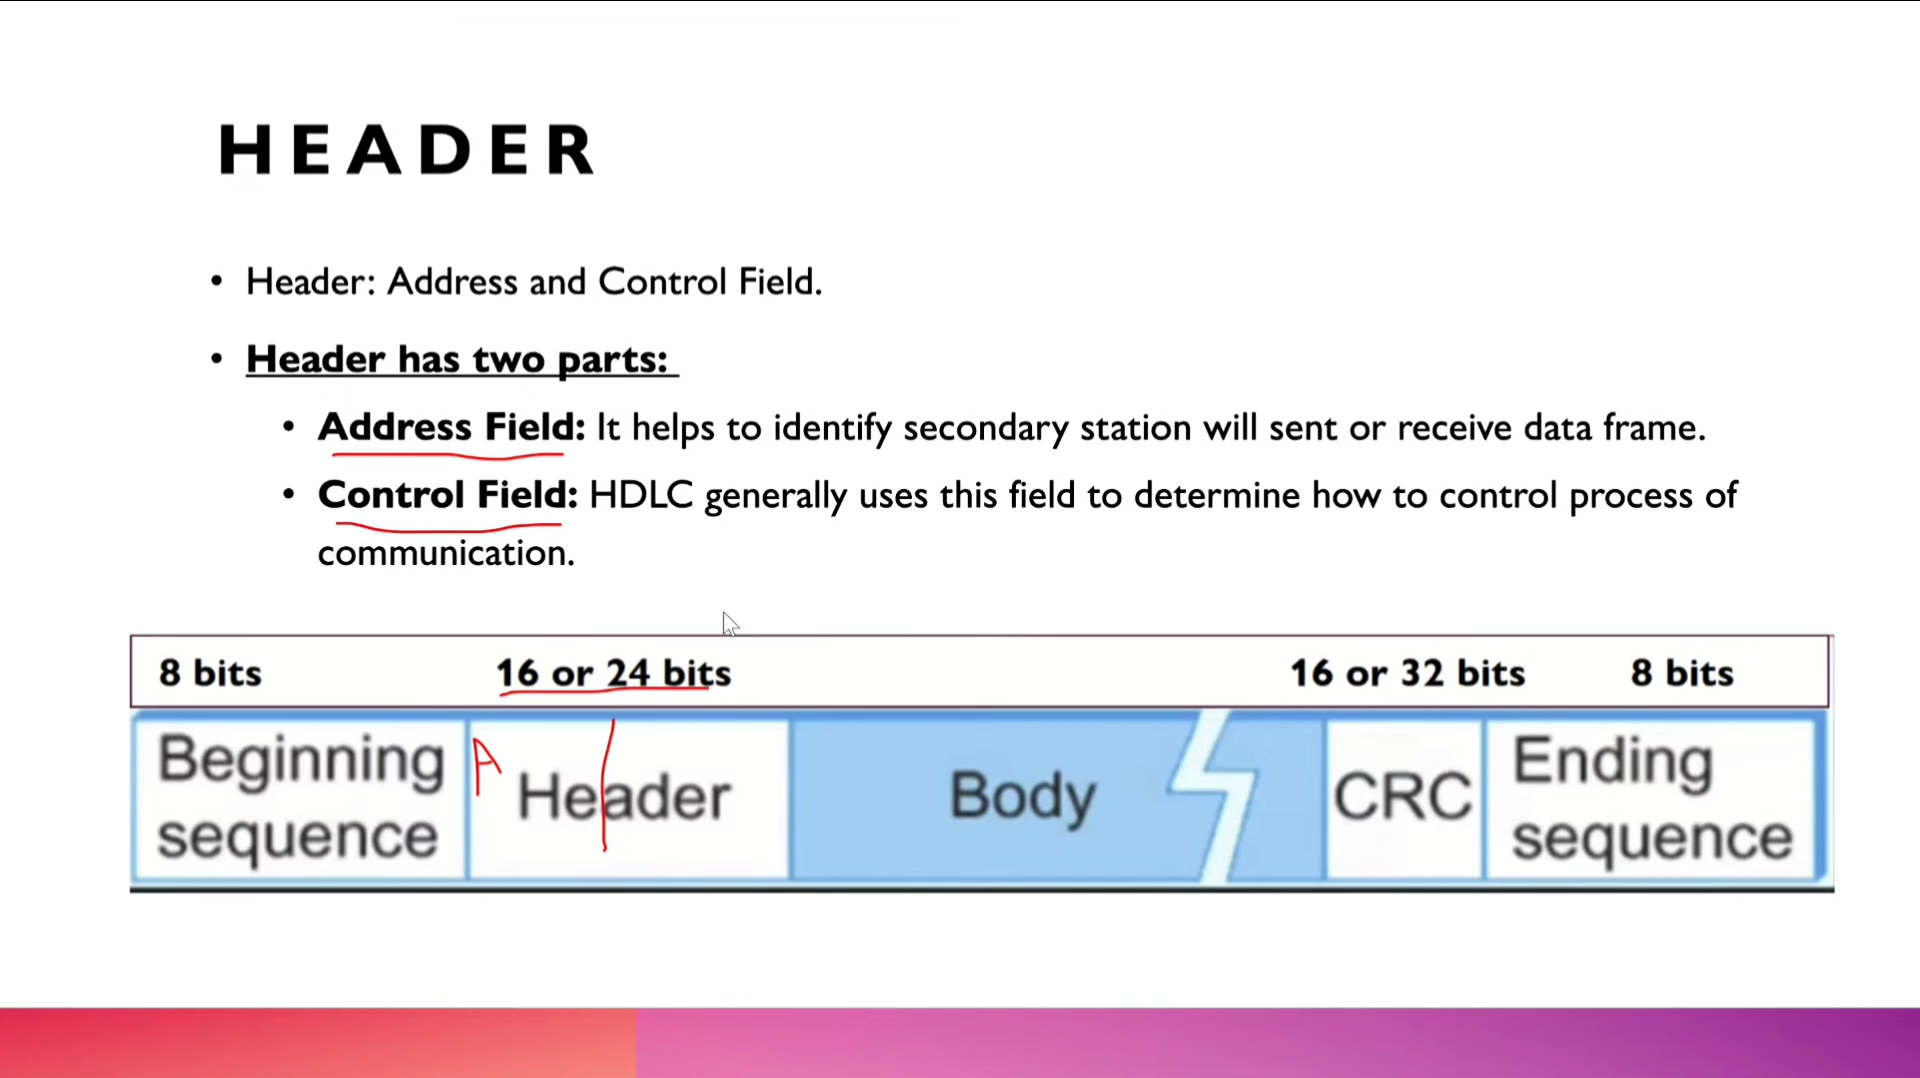 HEADER
• Header: Address and Control Field.
• Header has two parts:
• Address Field: It helps to identify secondary station will sent or receive data frame.
• Control Field: HDLC generally uses this field to determine how to control process of
communication.
8 bits 16 or 24 bits 16 or 32 bits 8 bits
Beginning sequence
A
Header
Body
CRC
Ending sequence